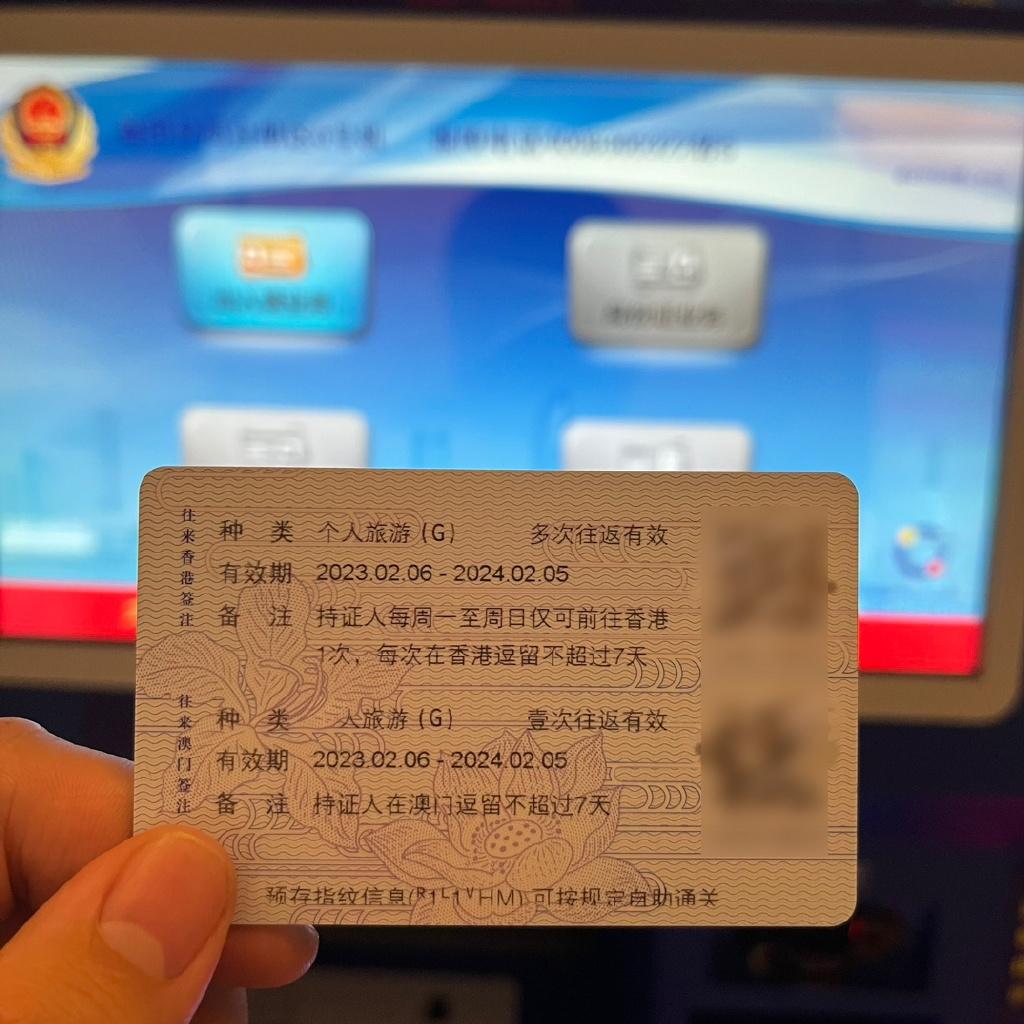 往来香港签注
种 类 个人旅游 (G) 多次往返有效
有效期 2023.02.06 - 2024.02.05
备 注 持证人每周一至周日仅可前往香港
1次，每次在香港逗留不超过7天
往来澳门签注
种 类 人旅游 (G) 壹次往返有效
有效期 2023.02.06 - 2024.02.05
备 注 持证人在澳门逗留不超过7天
预存指纹信息(R1L1VHM) 可按规定自助通关